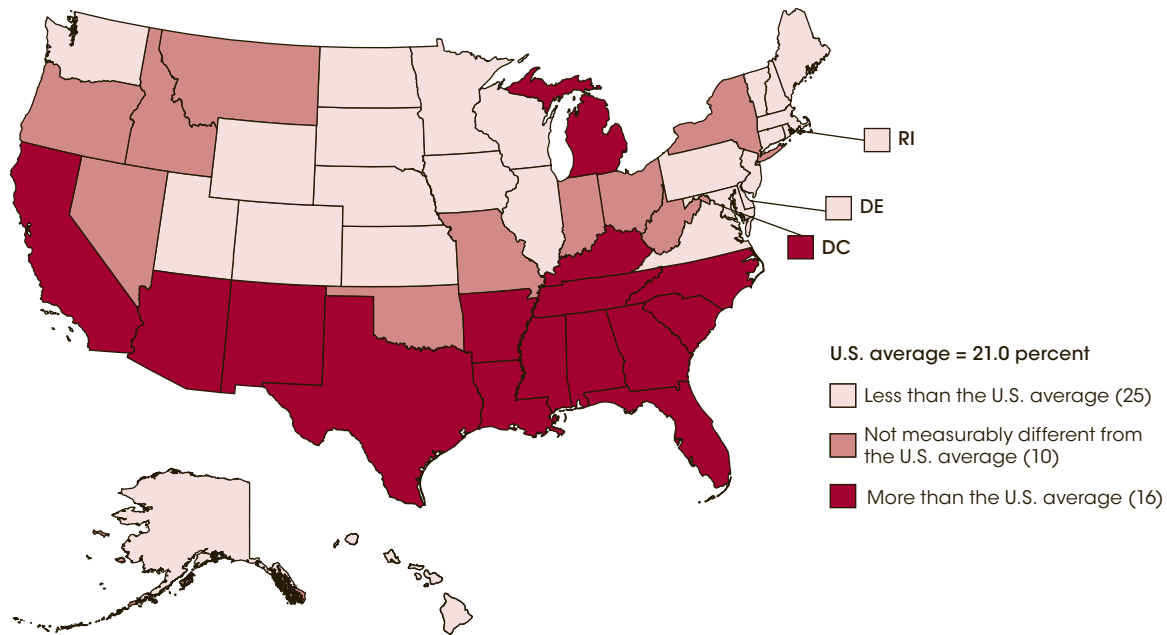 RI
DE
DC
U.S. average = 21.0 percent
Less than the U.S. average (25)
Not measurably different from
the U.S. average (10)
More than the U.S. average (16)